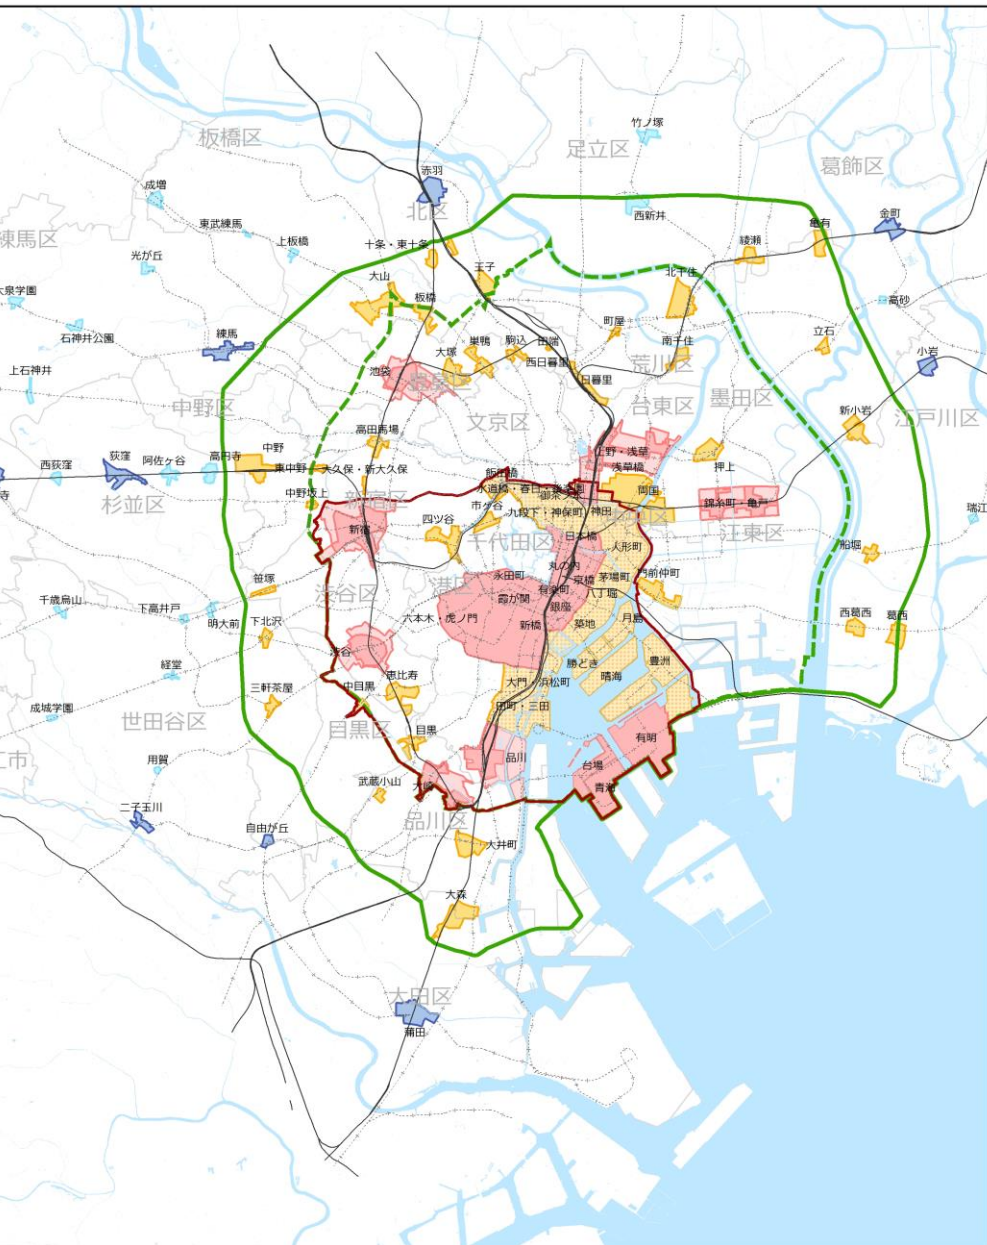 竹ノ塚
板橋区
足立区
葛飾区
赤羽
成増
北区
西新井
金町
東武練馬
亀有
練馬区
上板橋
十条・東十条
綾瀬
光が丘
王子
北千住
大山
大泉学園
板橋
高砂
町屋
石神井公園
練馬
立石
巣鴨
駒込
田端
南千住
大塚
西日暮里
小岩
上石神井
池袋
荒川区
日暮里
中野区
台東区
墨田区
新小岩
江戸川区
文京区
高田馬場
中野
上野・浅草
西荻窪
荻窪
阿佐ヶ谷
高円寺
東中野
大久保・新大久保
飯田橋
浅草橋
押上
寺
杉並区
中野坂上
新宿区
水道橋・春日・後楽園
両国
錦糸町・亀戸
市ヶ谷
御茶ノ水
九段下・神保町
神田
瑞江
四ツ谷
新宿
千代田区
日本橋
江東区
人形町
船堀
丸の内
笹塚
港区
永田町
京橋
茅場町
門前仲町
渋谷区
有楽町
八丁堀
千歳烏山
下高井戸
霞が関
銀座
西葛西
葛西
明大前
下北沢
六本木・虎ノ門
新橋
築地
月島
渋谷
経堂
勝どき
豊洲
恵比寿
晴海
三軒茶屋
中目黒
大門・浜松町
成城学園
田町・三田
世田谷区
目黒区
目黒
有明
用賀
品川
台場
武蔵小山
大崎
青海
二子玉川
自由が丘
品川区
大井町
大森
大田区
蒲田